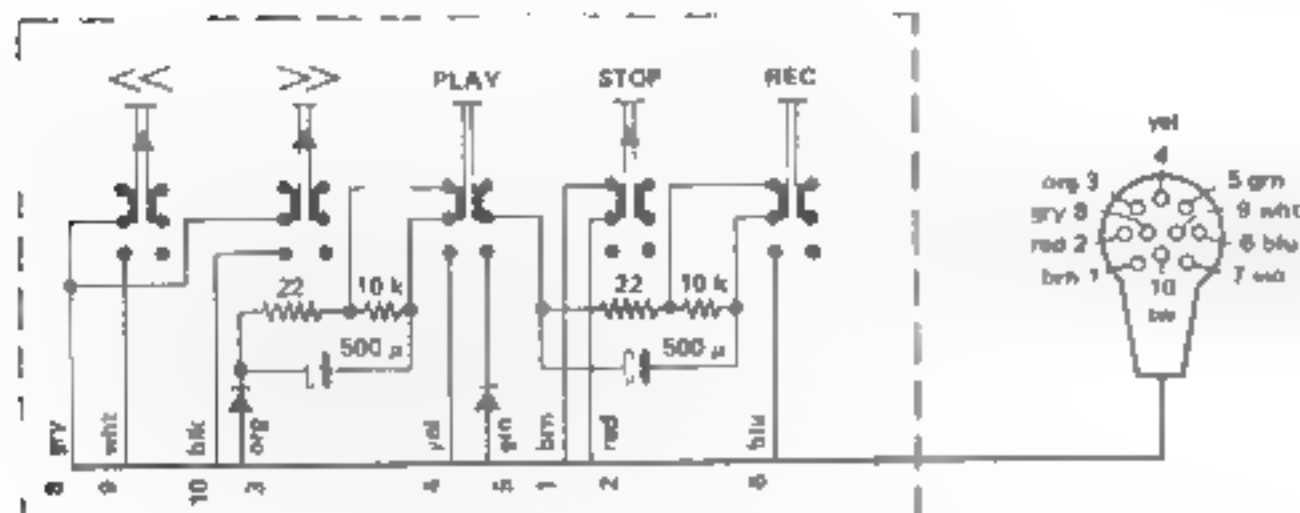 << >> PLAY STOP REC
22 10 k 22 10 k
500 µ 500 µ
gry wht blk org yel grn brn red blu
8 9 10 3 4 5 1 2 6
yel
4
org 3 5 grn
gry 8 9 wht
red 2 6 blu
brn 1 7 vio
10